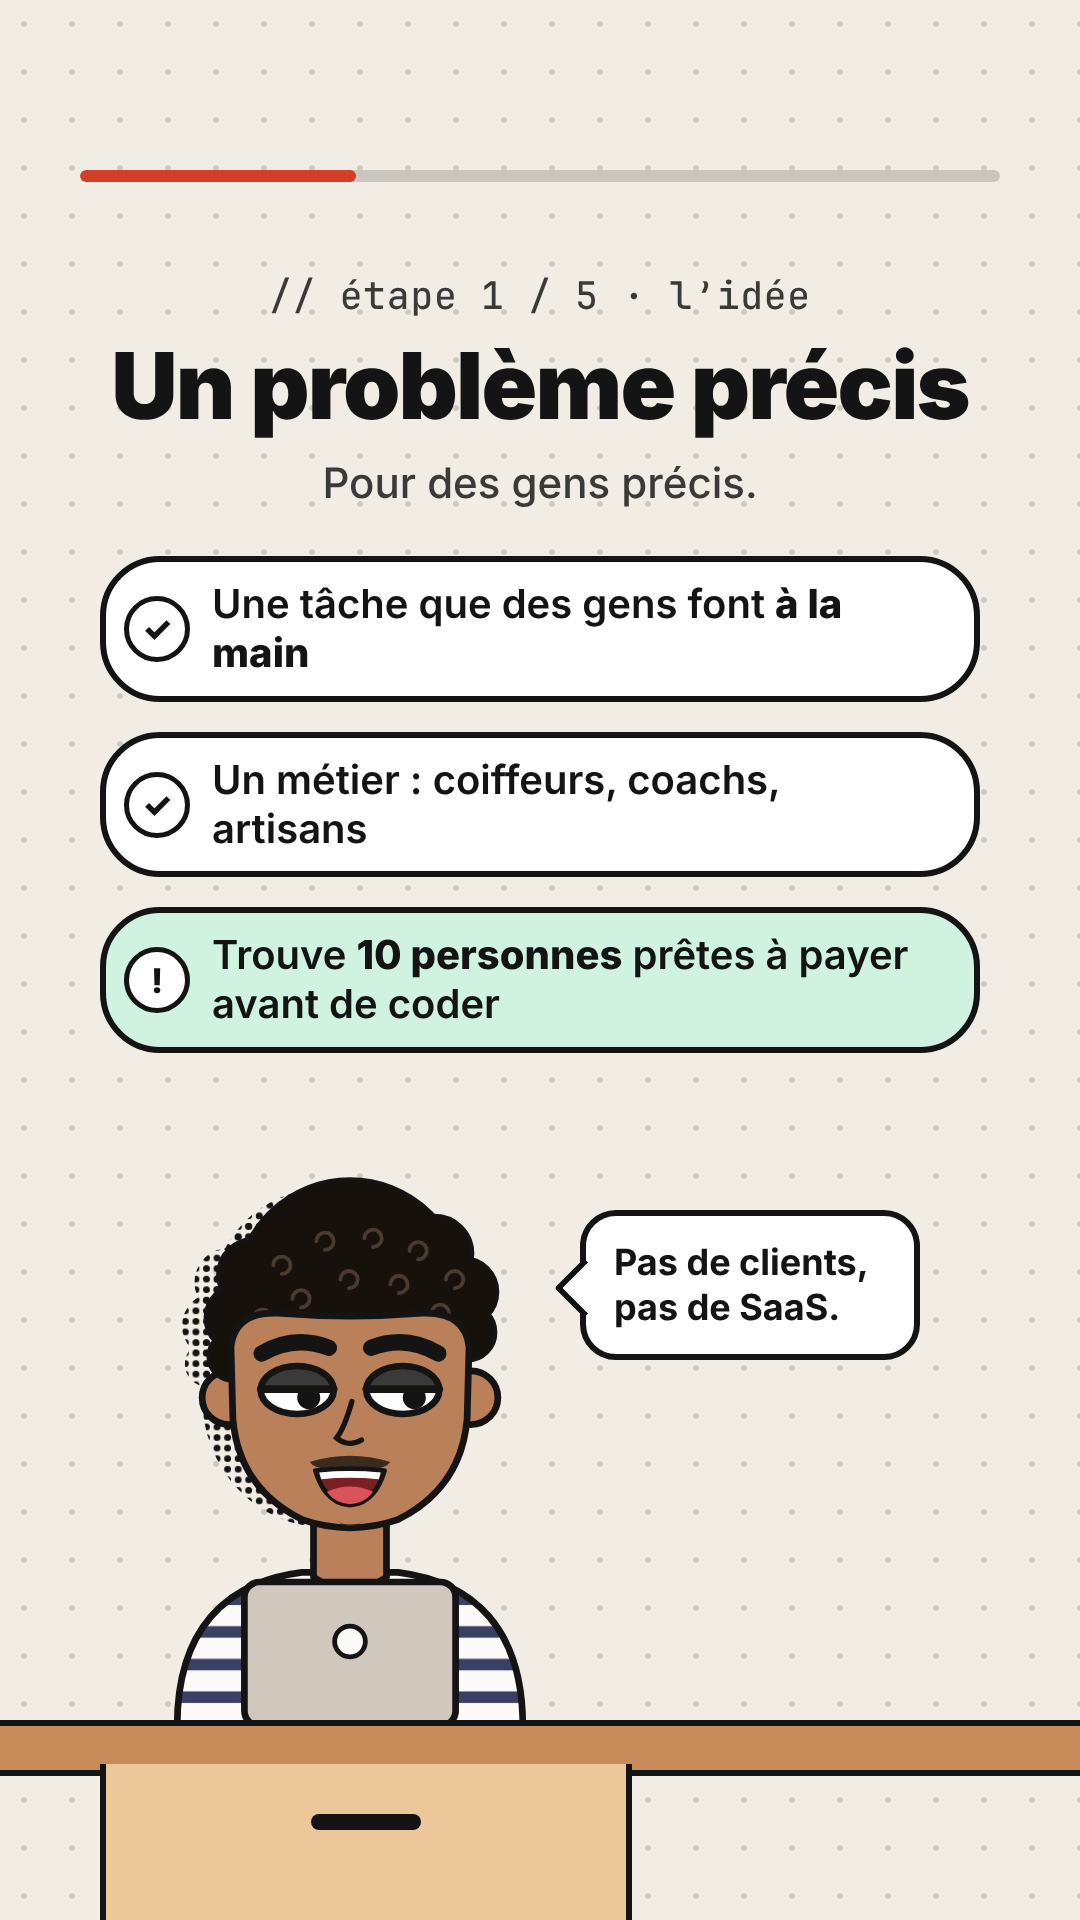 // étape 1 / 5 · l’idée
Un problème précis
Pour des gens précis.
Une tâche que des gens font à la
main
Un métier : coiffeurs, coachs,
artisans
!
Trouve 10 personnes prêtes à payer
avant de coder
Pas de clients,
pas de SaaS.